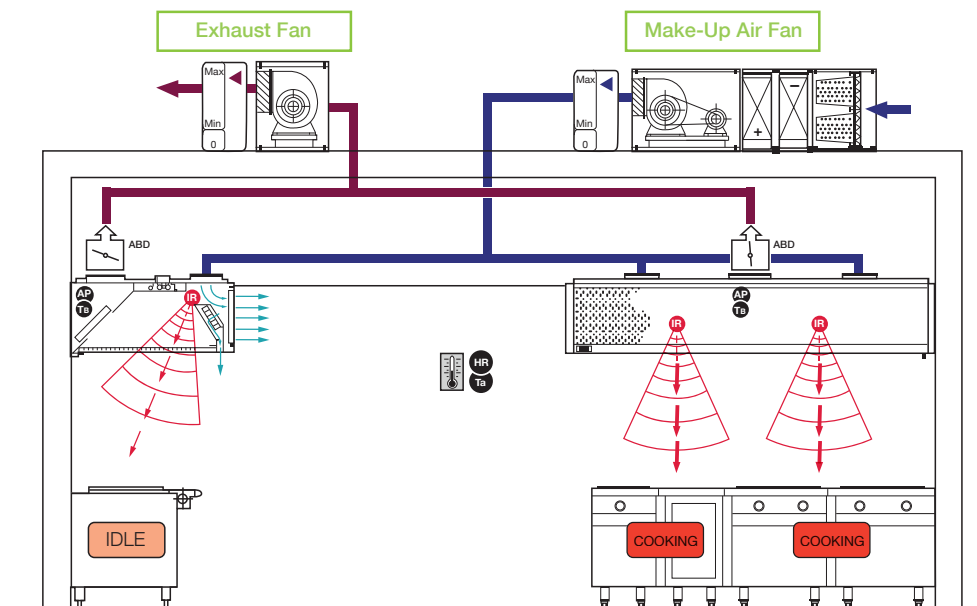 Exhaust Fan
Make-Up Air Fan
Max
Min
0
Max
Min
0
+
−
ABD
ABD
AP
TB
IR
AP
TB
IR
IR
HR
Ta
IDLE
COOKING
COOKING